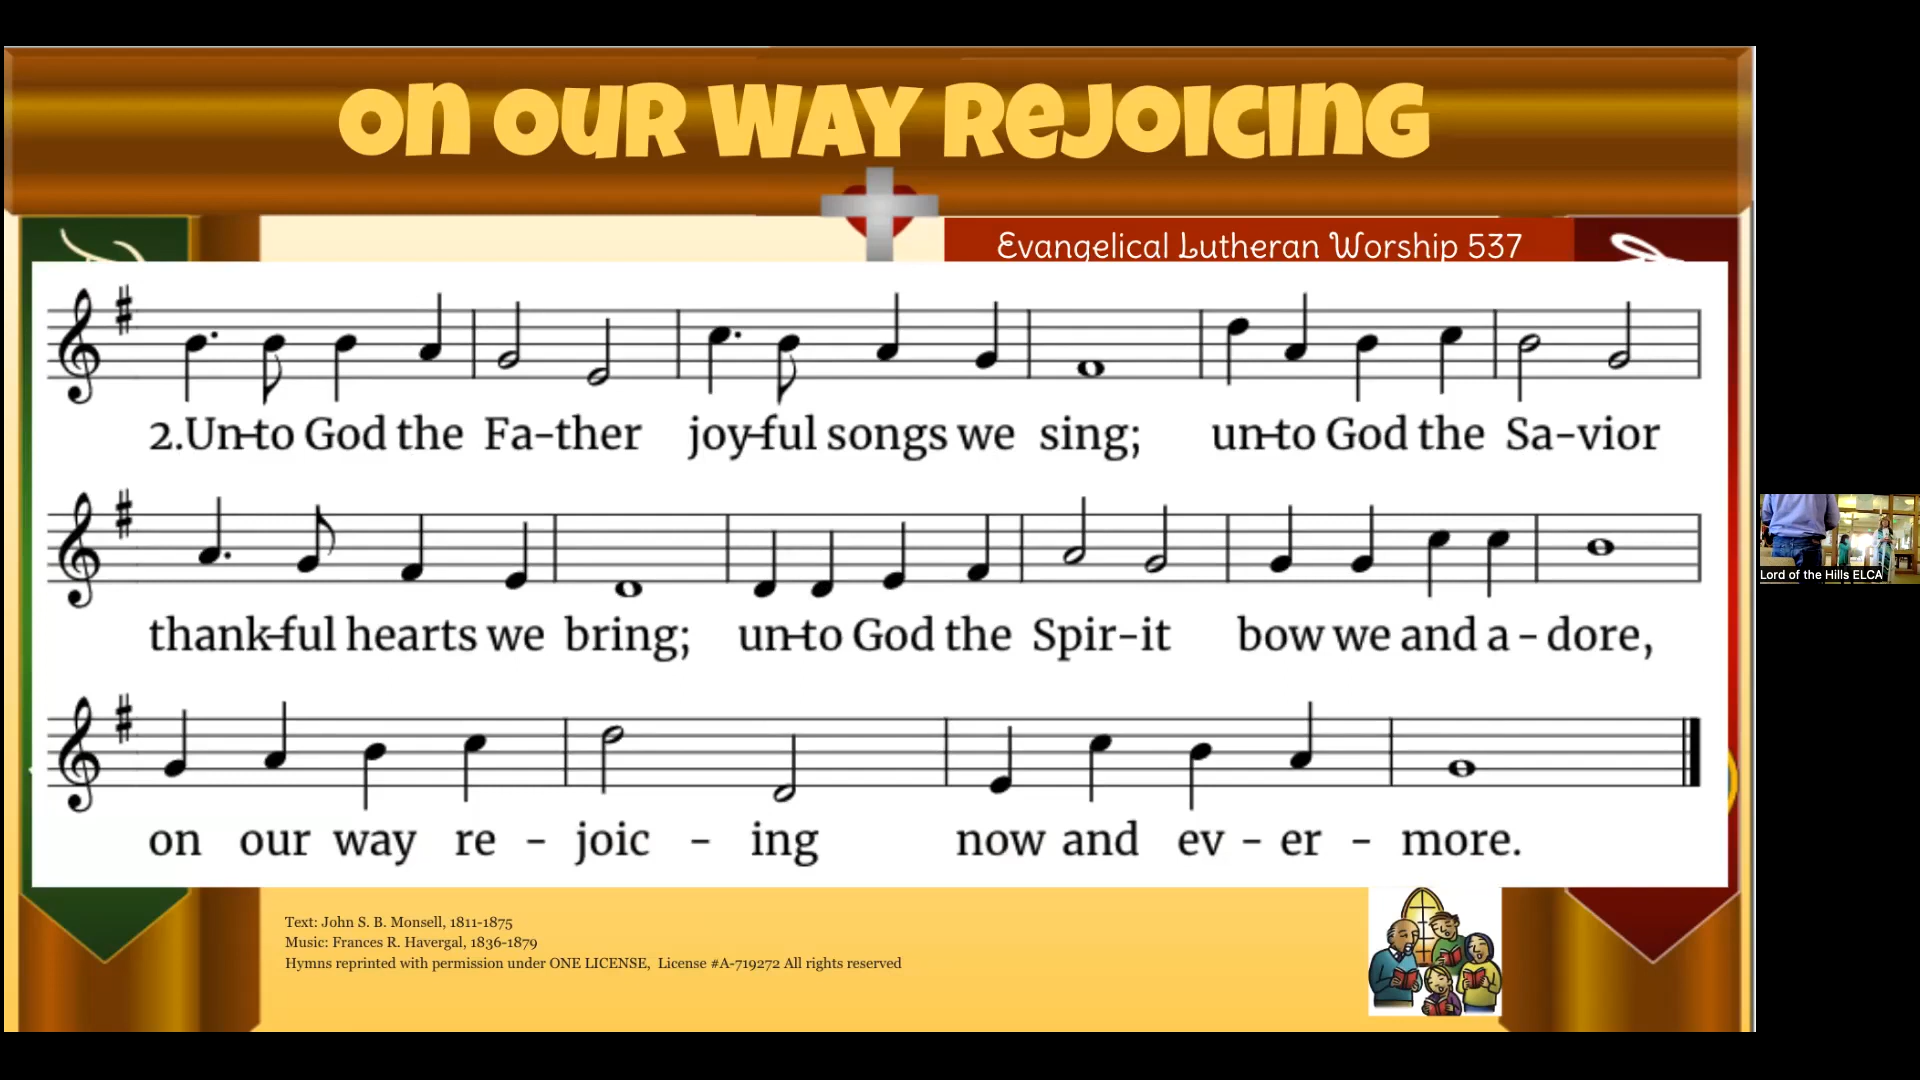 On Our Way Rejoicing
Evangelical Lutheran Worship 537
2.Un-to God the Fa-ther joy-ful songs we sing; un-to God the Sa-vior
thank-ful hearts we bring; un-to God the Spir-it bow we and a - dore,
on our way re - joic - ing now and ev - er - more.
Lord of the Hills ELCA
Text: John S. B. Monsell, 1811-1875
Music: Frances R. Havergal, 1836-1879
Hymns reprinted with permission under ONE LICENSE, License #A-719272 All rights reserved